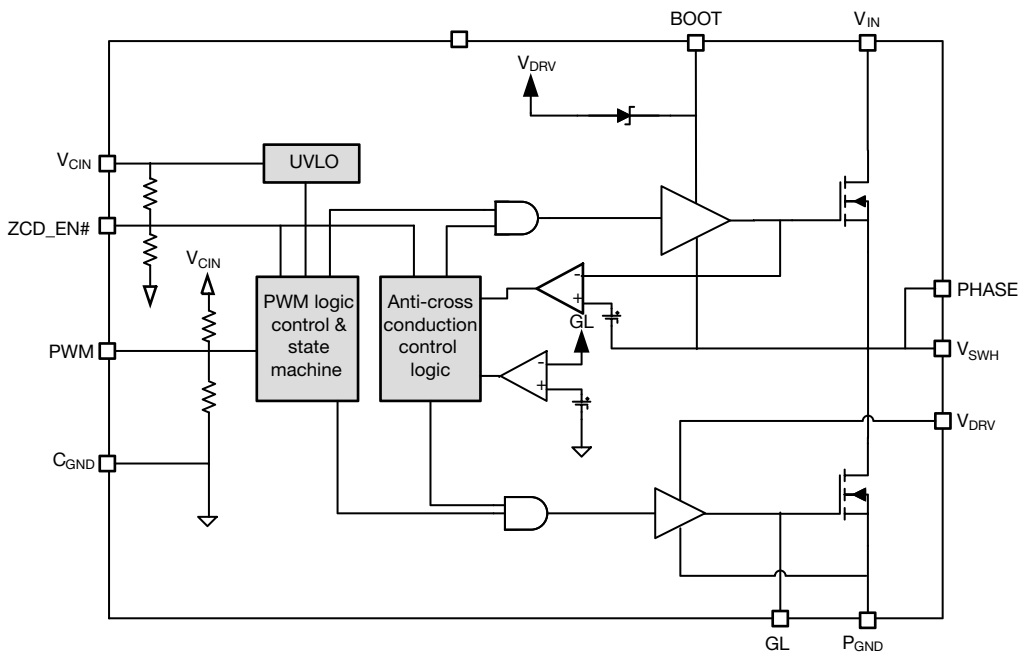 BOOT
VIN
VDRV
VCIN
UVLO
ZCD_EN#
VCIN
PWM logic
control &
state
machine
Anti-cross
conduction
control
logic
-
+
GL
-
+
PHASE
PWM
VSWH
VDRV
CGND
GL
PGND